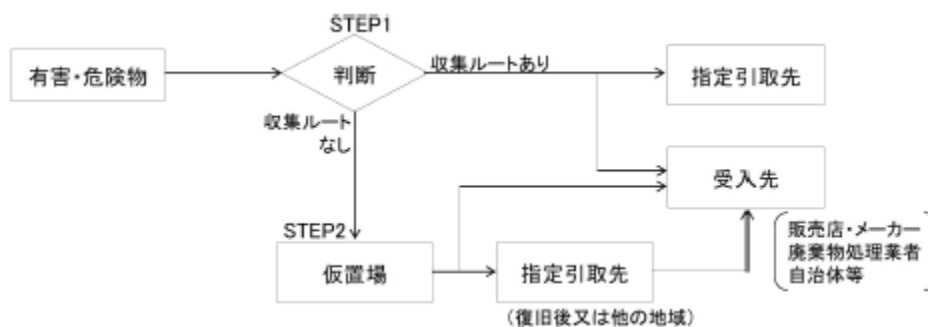 STEP1
有害・危険物
判断
収集ルートあり
指定引取先
収集ルート
なし
受入先
STEP2
仮置場
指定引取先
(復旧後又は他の地域)
販売店・メーカー
廃棄物処理業者
自治体等